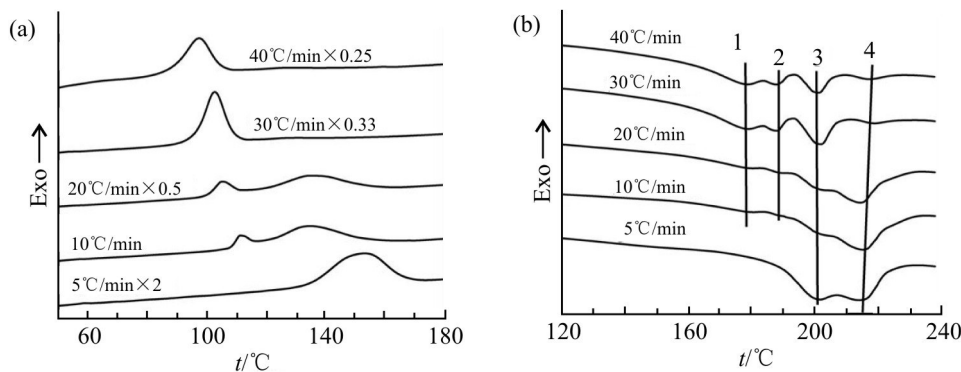 (a)
Exo
40℃/min×0.25
30℃/min×0.33
20℃/min×0.5
10℃/min
5℃/min×2
60 100 140 180
t/℃
(b)
Exo
40℃/min
30℃/min
20℃/min
10℃/min
5℃/min
1 2 3 4
120 160 200 240
t/℃